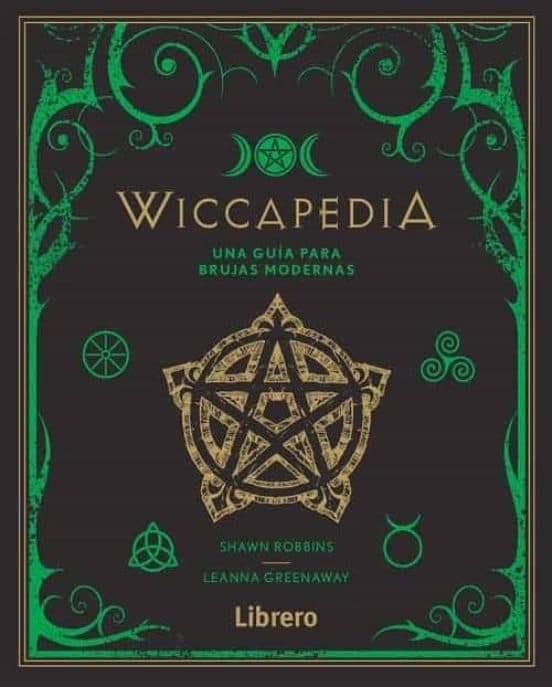 WICCAPEDIA
UNA GUÍA PARA
BRUJAS MODERNAS
SHAWN ROBBINS
LEANNA GREENAWAY
Librero